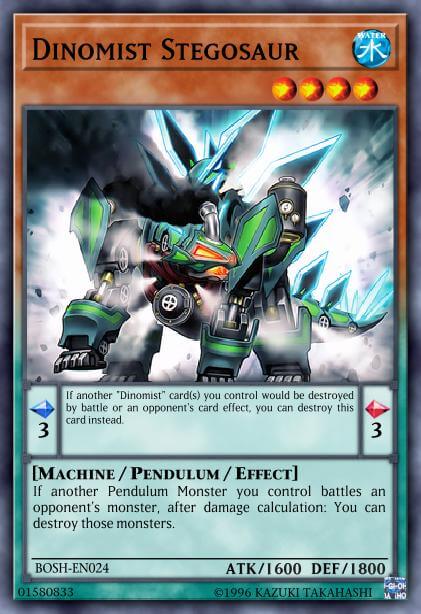 DINOMIST STEGOSAUR
WATER
水
If another "Dinomist" card(s) you control would be destroyed
by battle or an opponent's card effect, you can destroy this
card instead.
3
3
[MACHINE / PENDULUM / EFFECT]
If another Pendulum Monster you control battles an
opponent's monster, after damage calculation: You can
destroy those monsters.
BOSH-EN024
ATK/1600 DEF/1800
01580833
©1996 KAZUKI TAKAHASHI